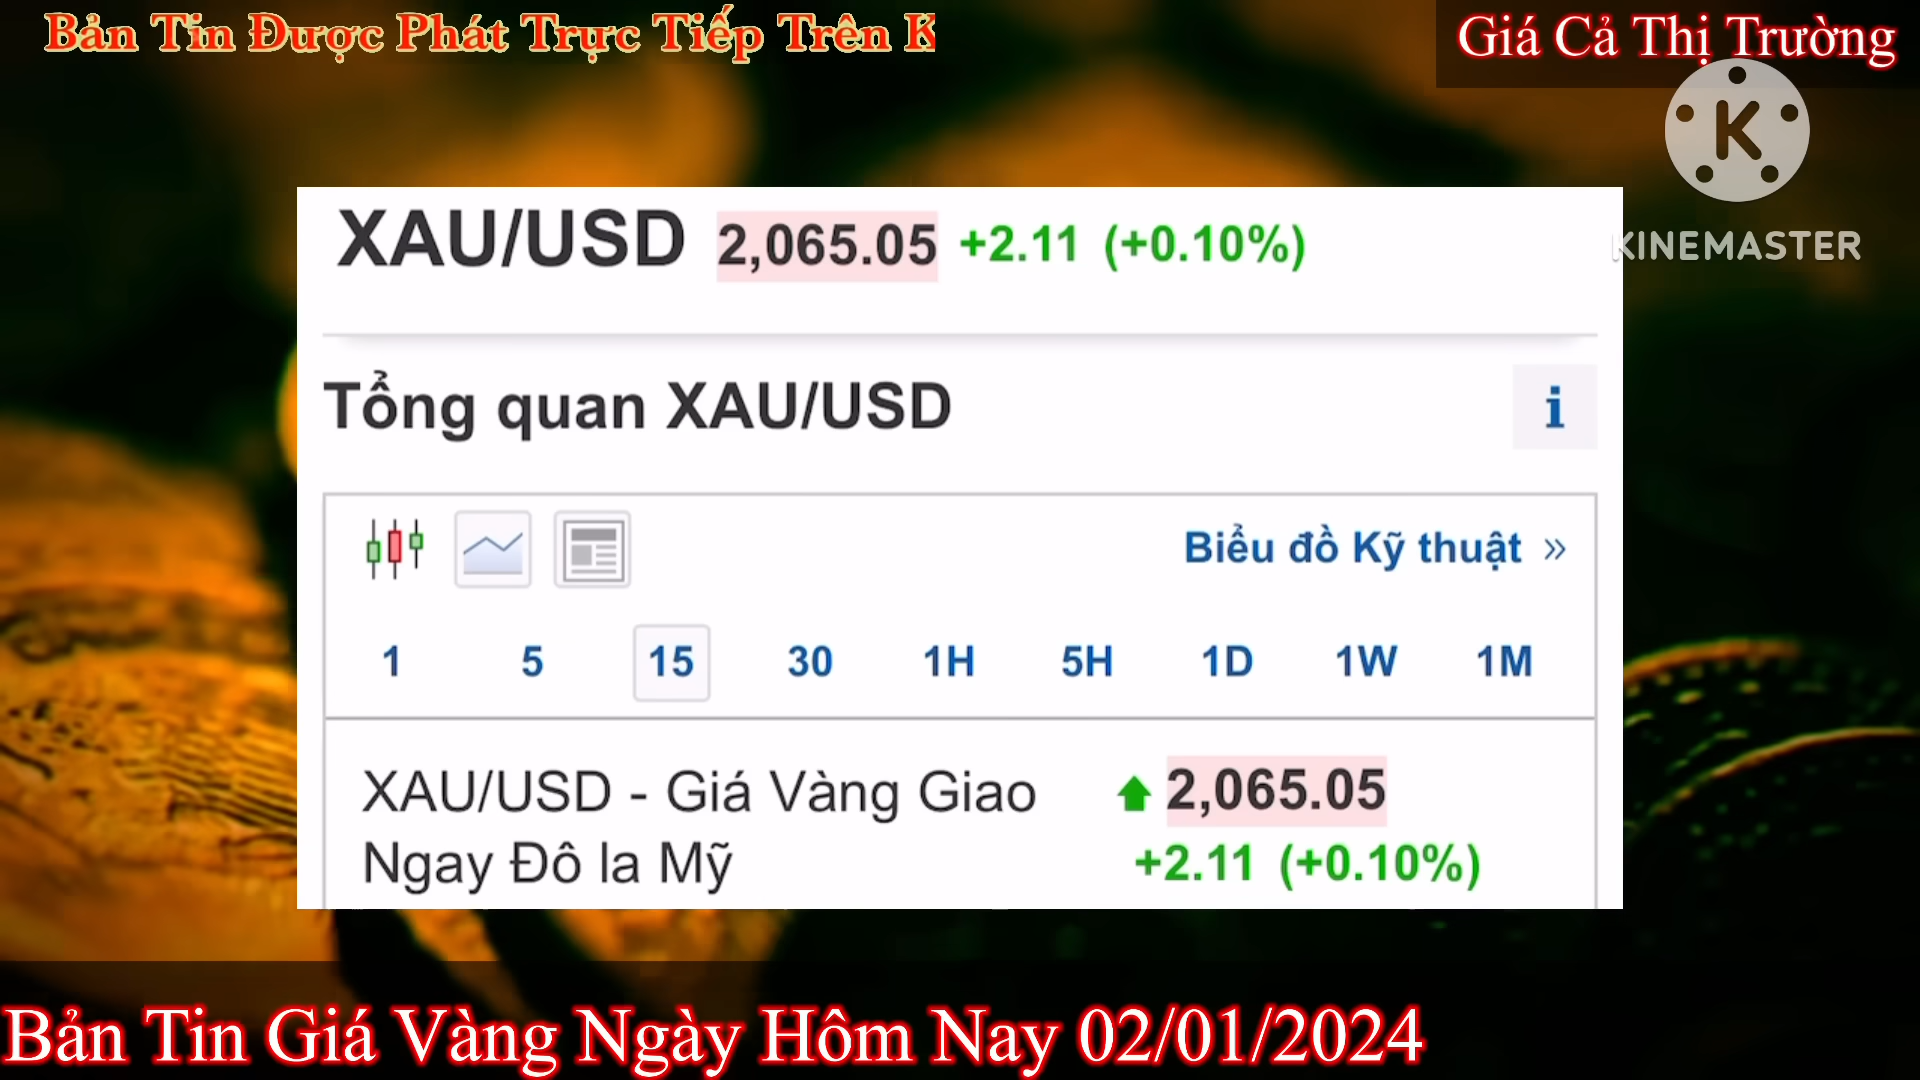 Bản Tin Được Phát Trực Tiếp Trên K
Giá Cả Thị Trường
KINEMASTER
XAU/USD 2,065.05 +2.11 (+0.10%)
Tổng quan XAU/USD
i
Biểu đồ Kỹ thuật »
1 5 15 30 1H 5H 1D 1W 1M
XAU/USD - Giá Vàng Giao 2,065.05
Ngay Đô la Mỹ +2.11 (+0.10%)
Bản Tin Giá Vàng Ngày Hôm Nay 02/01/2024